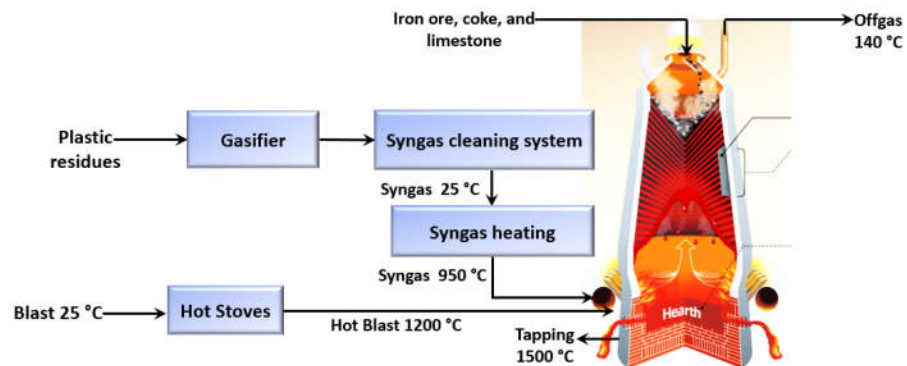 Iron ore, coke, and
limestone
Offgas
140 °C
Plastic
residues
Gasifier
Syngas cleaning system
Syngas 25 °C
Syngas heating
Syngas 950 °C
Blast 25 °C
Hot Stoves
Hot Blast 1200 °C
Hearth
Tapping
1500 °C